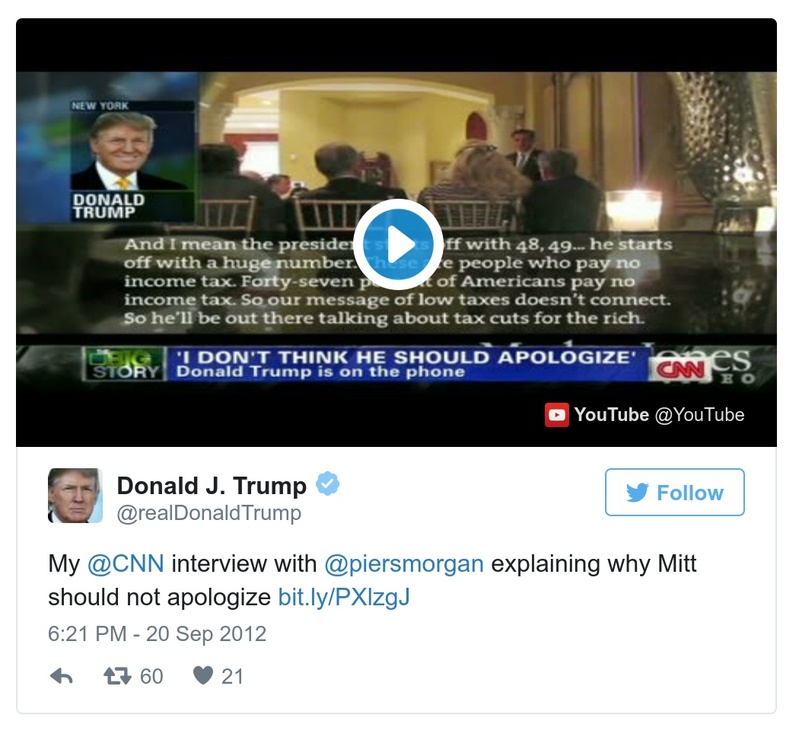 NEW YORK
DONALD
TRUMP
And I mean the presiden ff with 48, 49... he starts
off with a huge number. e people who pay no
income tax. Forty-seven p t of Americans pay no
income tax. So our message of low taxes doesn't connect.
So he'll be out there talking about tax cuts for the rich.
THE
BIG
STORY
'I DON'T THINK HE SHOULD APOLOGIZE'
Donald Trump is on the phone
CNN
YouTube @YouTube
Donald J. Trump
@realDonaldTrump
Follow
My @CNN interview with @piersmorgan explaining why Mitt
should not apologize bit.ly/PXlzgJ
6:21 PM - 20 Sep 2012
60 21